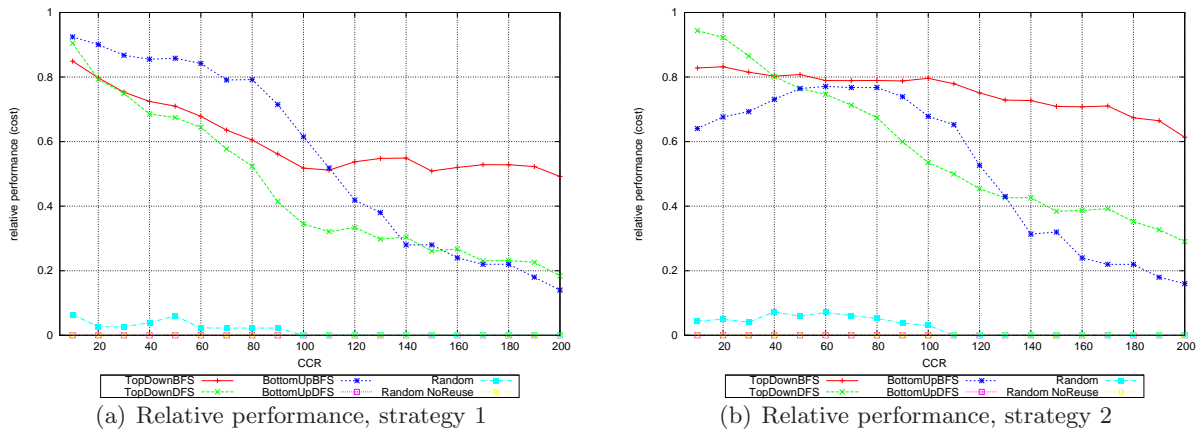 1
0.8
0.6
0.4
0.2
0
relative performance (cost)
20 40 60 80 100 120 140 160 180 200
CCR
TopDownBFS BottomUpBFS Random
TopDownDFS BottomUpDFS Random NoReuse
(a) Relative performance, strategy 1
1
0.8
0.6
0.4
0.2
0
relative performance (cost)
20 40 60 80 100 120 140 160 180 200
CCR
TopDownBFS BottomUpBFS Random
TopDownDFS BottomUpDFS Random NoReuse
(b) Relative performance, strategy 2